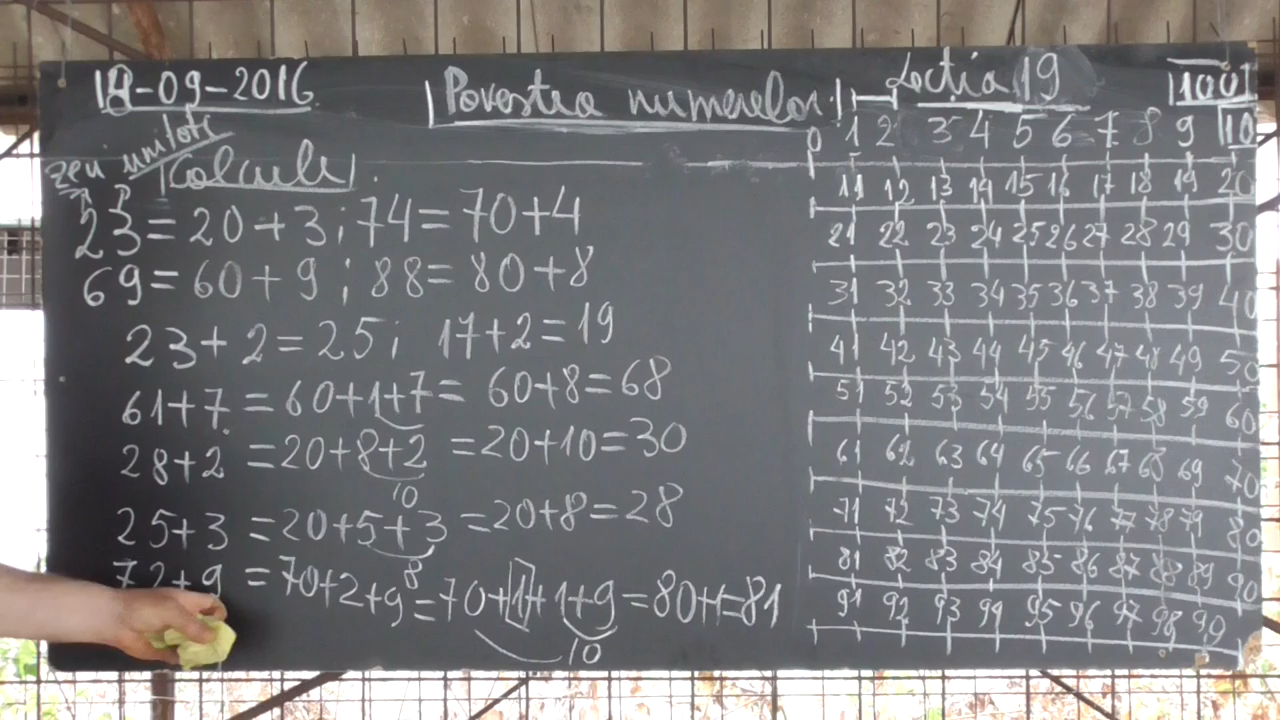 18-09-2016
Povestea numerelor!
Lectia 19
100
zeci unitati
Calcule
23=20+3; 74=70+4
69=60+9; 88=80+8
23+2=25; 17+2=19
61+7=60+1+7=60+8=68
28+2=20+8+2=20+10=30
10
25+3=20+5+3=20+8=28
8
72+9=70+2+9=70+1+1+9=80+1=81
10
0 1 2 3 4 5 6 7 8 9 10
11 12 13 14 15 16 17 18 19 20
21 22 23 24 25 26 27 28 29 30
31 32 33 34 35 36 37 38 39 40
41 42 43 44 45 46 47 48 49 50
51 52 53 54 55 56 57 58 59 60
61 62 63 64 65 66 67 68 69 70
71 72 73 74 75 76 77 78 79 80
81 82 83 84 85 86 87 88 89 90
91 92 93 94 95 96 97 98 99